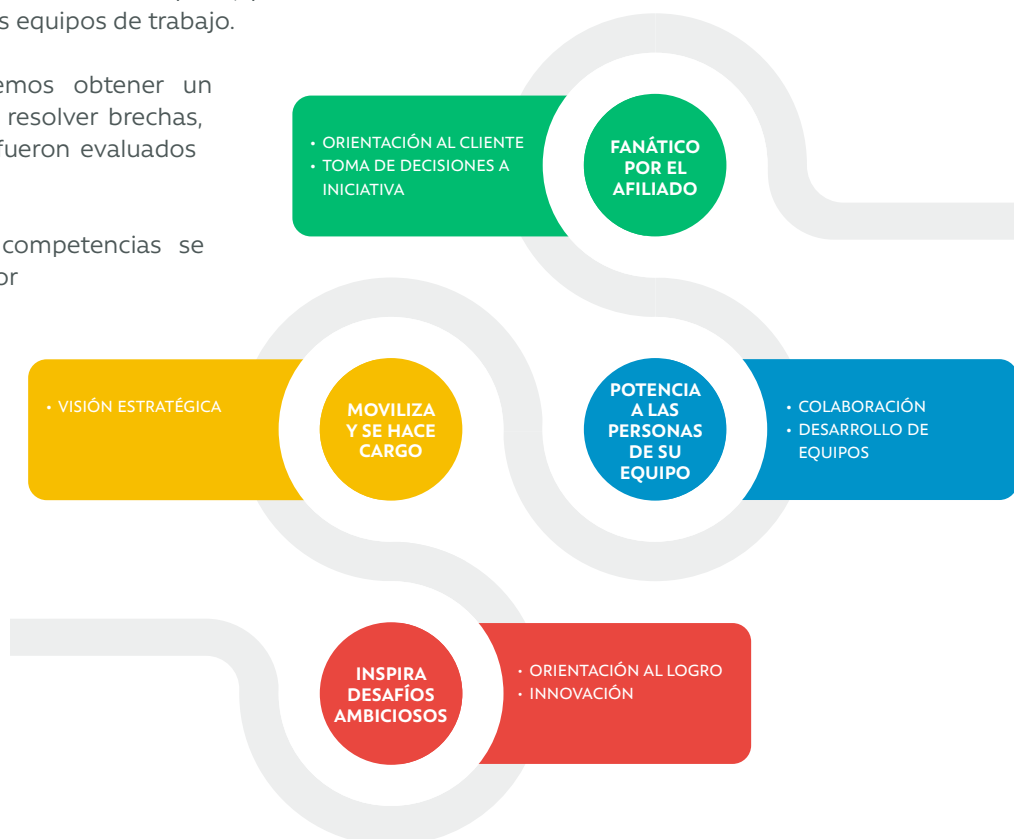 s equipos de trabajo.
emos obtener un
resolver brechas,
fueron evaluados
competencias se
or
• ORIENTACIÓN AL CLIENTE
• TOMA DE DECISIONES A
INICIATIVA
FANÁTICO
POR EL
AFILIADO
• VISIÓN ESTRATÉGICA
MOVILIZA
Y SE HACE
CARGO
POTENCIA
A LAS
PERSONAS
DE SU
EQUIPO
• COLABORACIÓN
• DESARROLLO DE
EQUIPOS
INSPIRA
DESAFÍOS
AMBICIOSOS
• ORIENTACIÓN AL LOGRO
• INNOVACIÓN